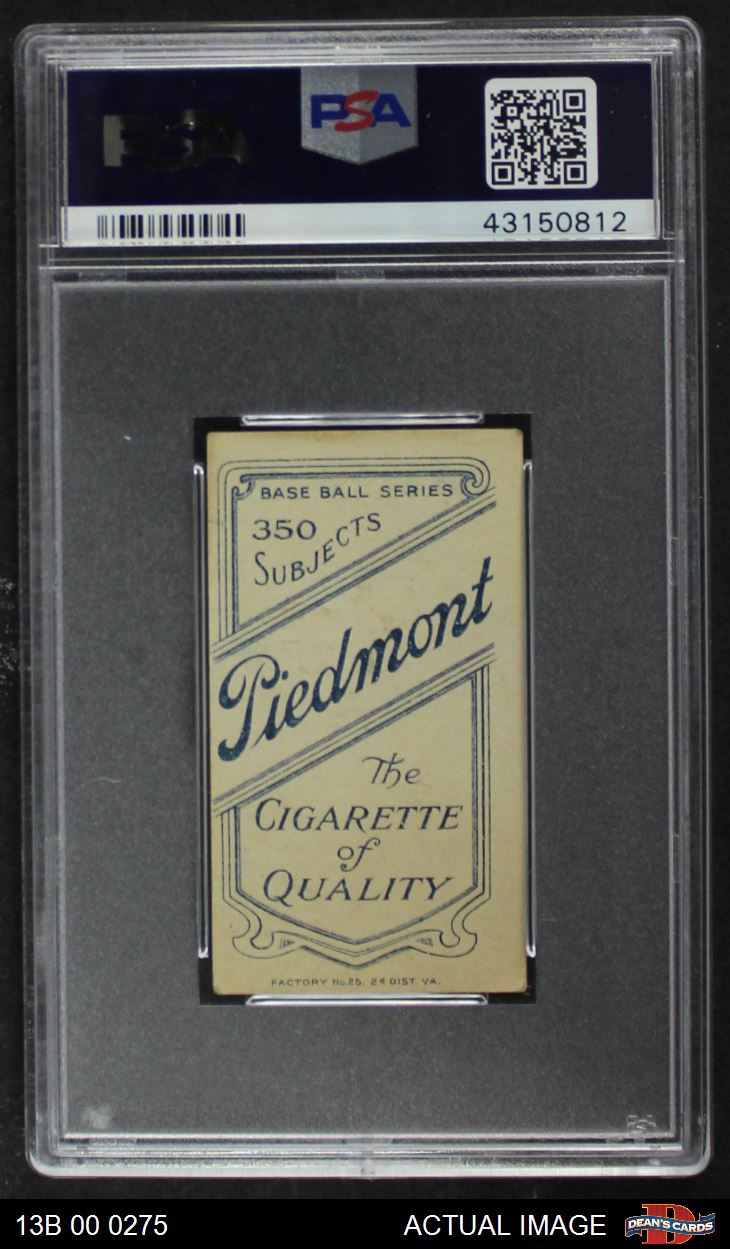 PSA
PSA
43150812
BASE BALL SERIES
350
SUBJECTS
Piedmont
The
CIGARETTE
of
QUALITY
FACTORY No. 25, 2d DIST. VA.
13B 00 0275
ACTUAL IMAGE
DEAN'S CARDS